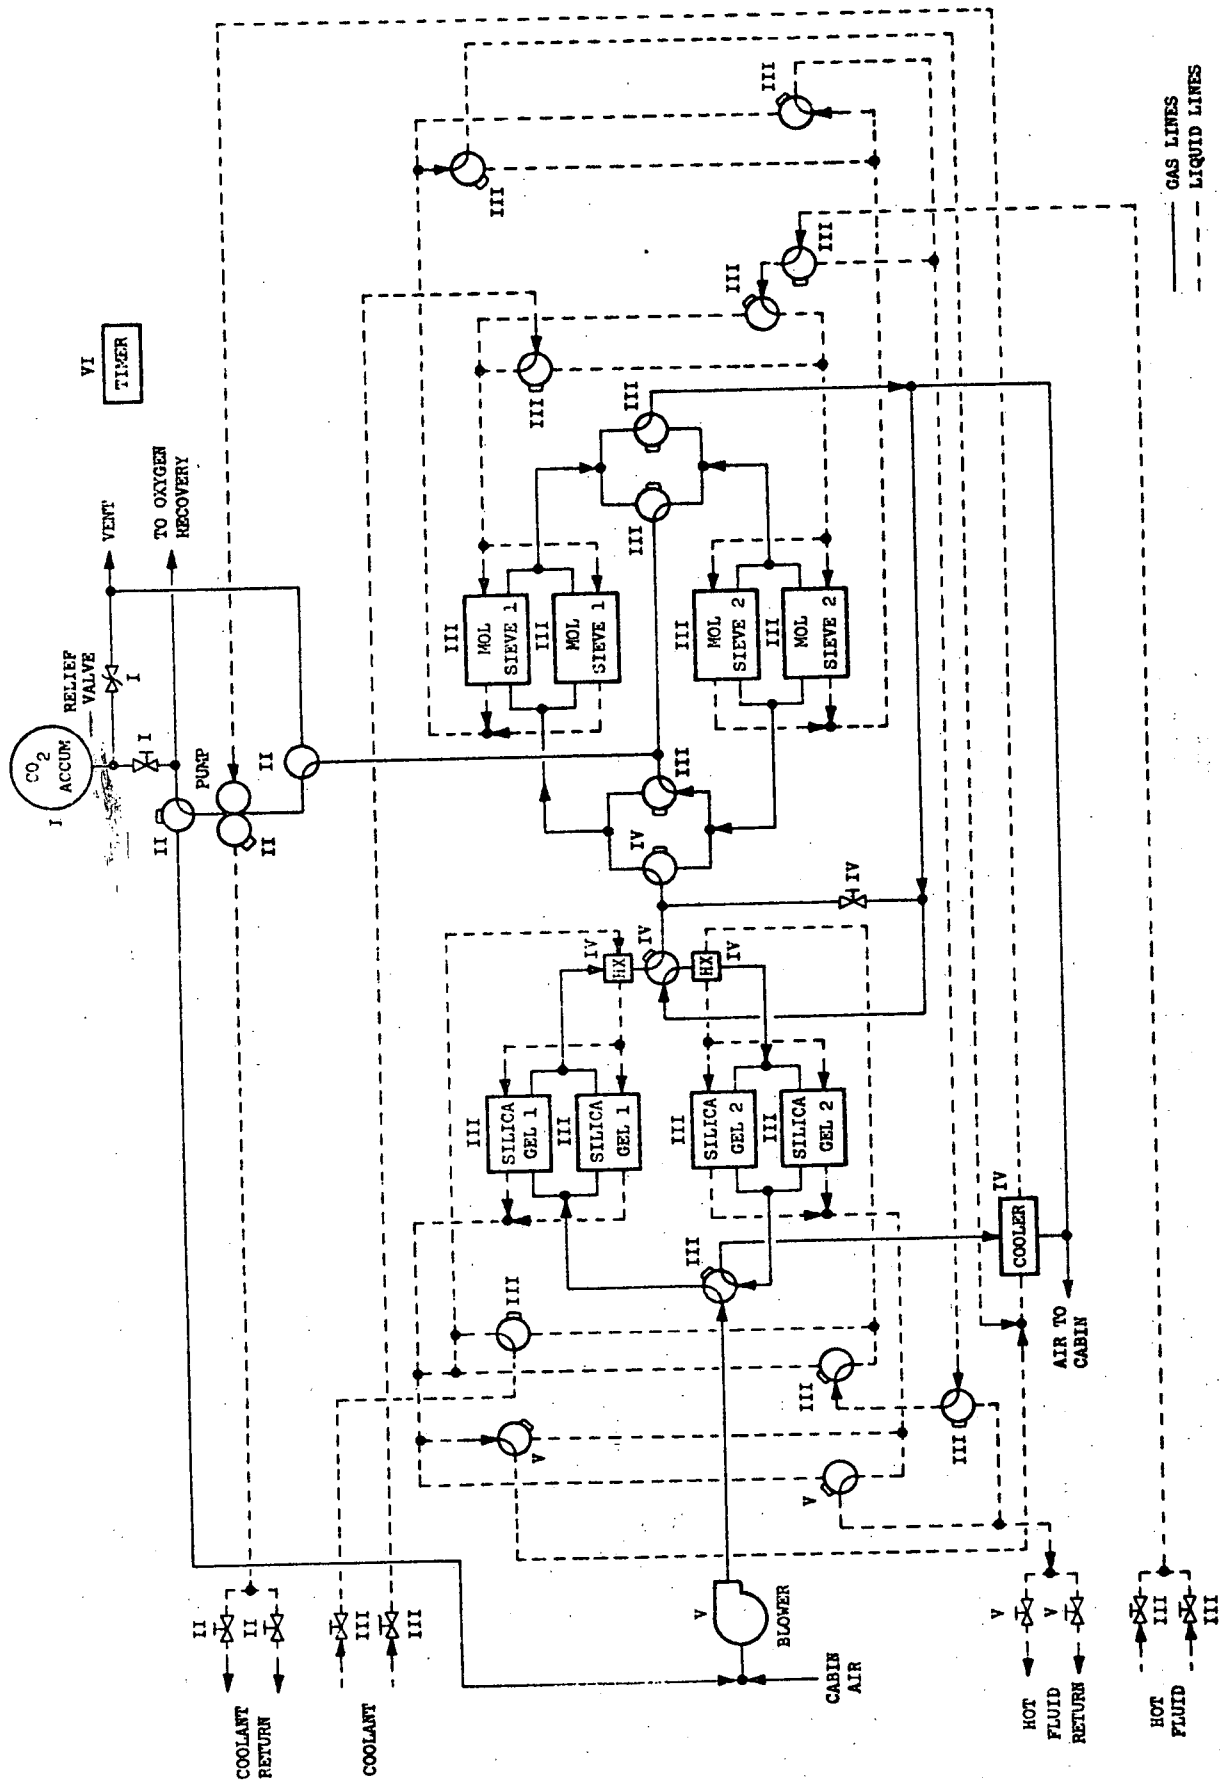 I
CO2
ACCUM
RELIEF
VALVE
I
I
VENT
TO OXYGEN
RECOVERY
VI
TIMER
II
PUMP
II
II
COOLANT
RETURN
II
II
COOLANT
III
III
III
V
III
SILICA
GEL 1
III
SILICA
GEL 1
IV
HX
IV
IV
III
MOL
SIEVE 1
III
MOL
SIEVE 1
III
III
III
III
V
BLOWER
CABIN
AIR
III
III
SILICA
GEL 2
III
SILICA
GEL 2
HX
IV
III
III
MOL
SIEVE 2
III
MOL
SIEVE 2
III
III
III
V
III
III
IV
IV
COOLER
AIR TO
CABIN
HOT
FLUID
RETURN
V
V
HOT
FLUID
III
III
GAS LINES
LIQUID LINES